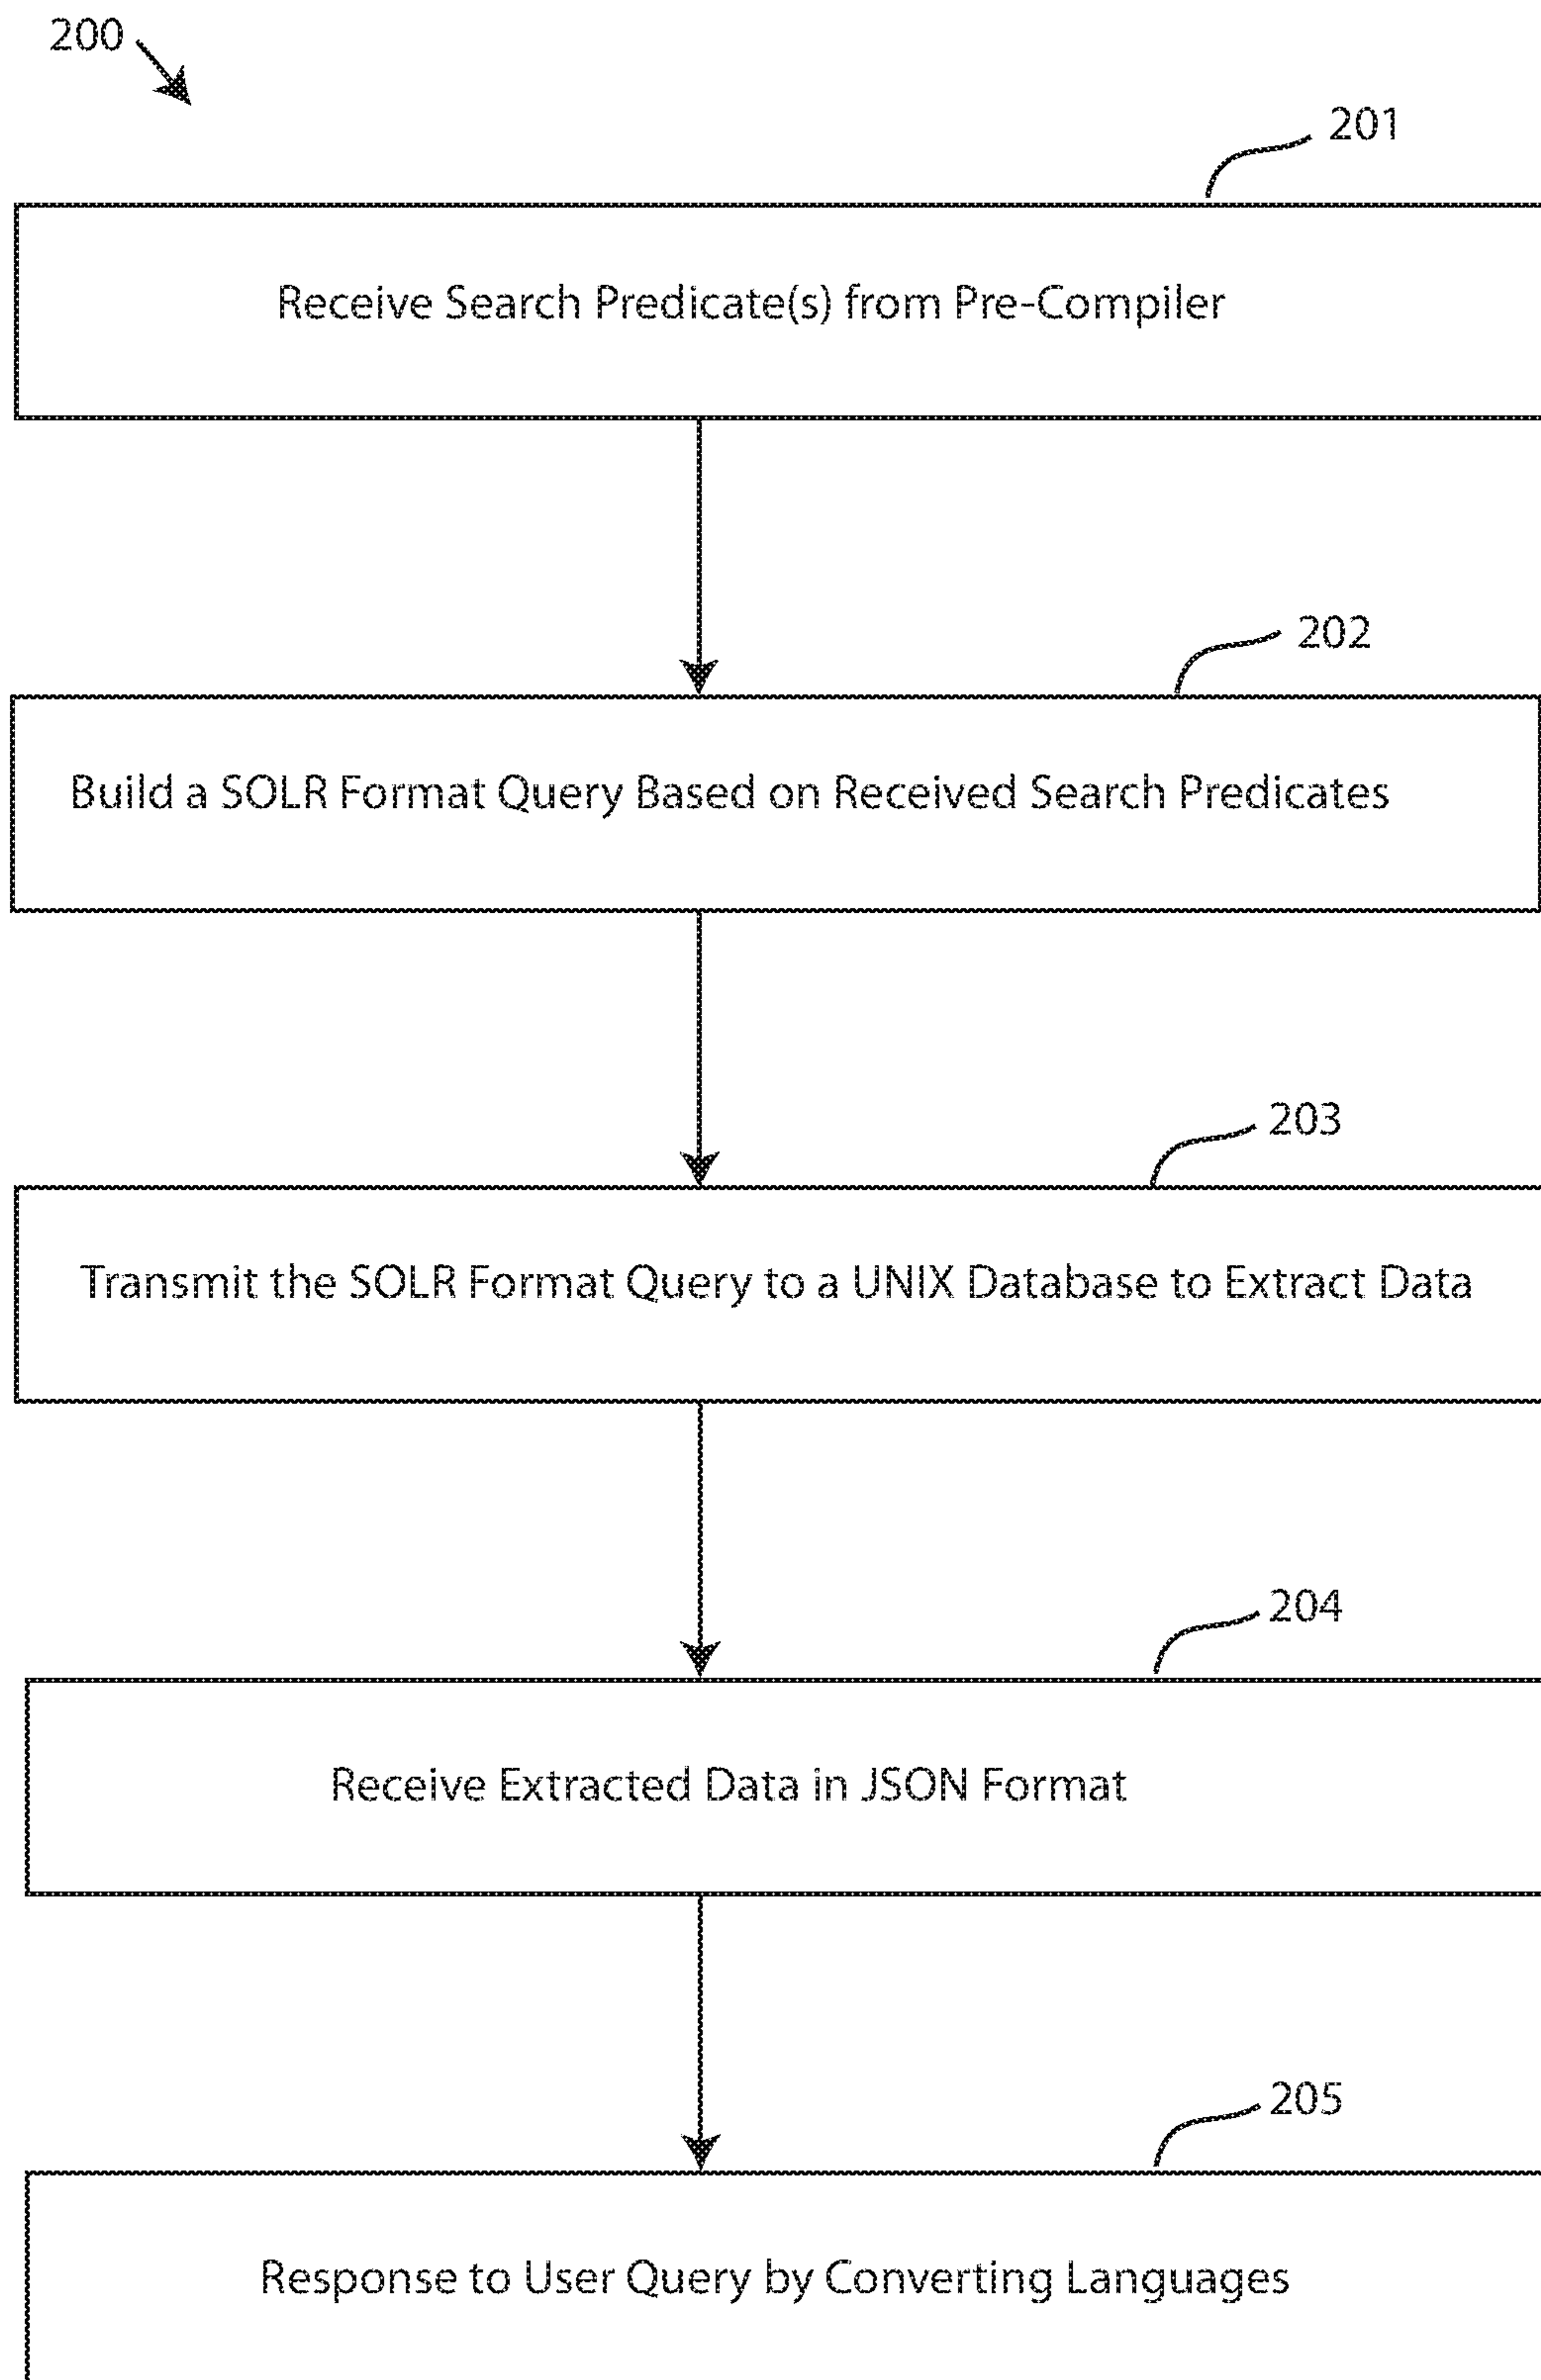 200
201
Receive Search Predicate(s) from Pre-Compiler
202
Build a SOLR Format Query Based on Received Search Predicates
203
Transmit the SOLR Format Query to a UNIX Database to Extract Data
204
Receive Extracted Data in JSON Format
205
Response to User Query by Converting Languages